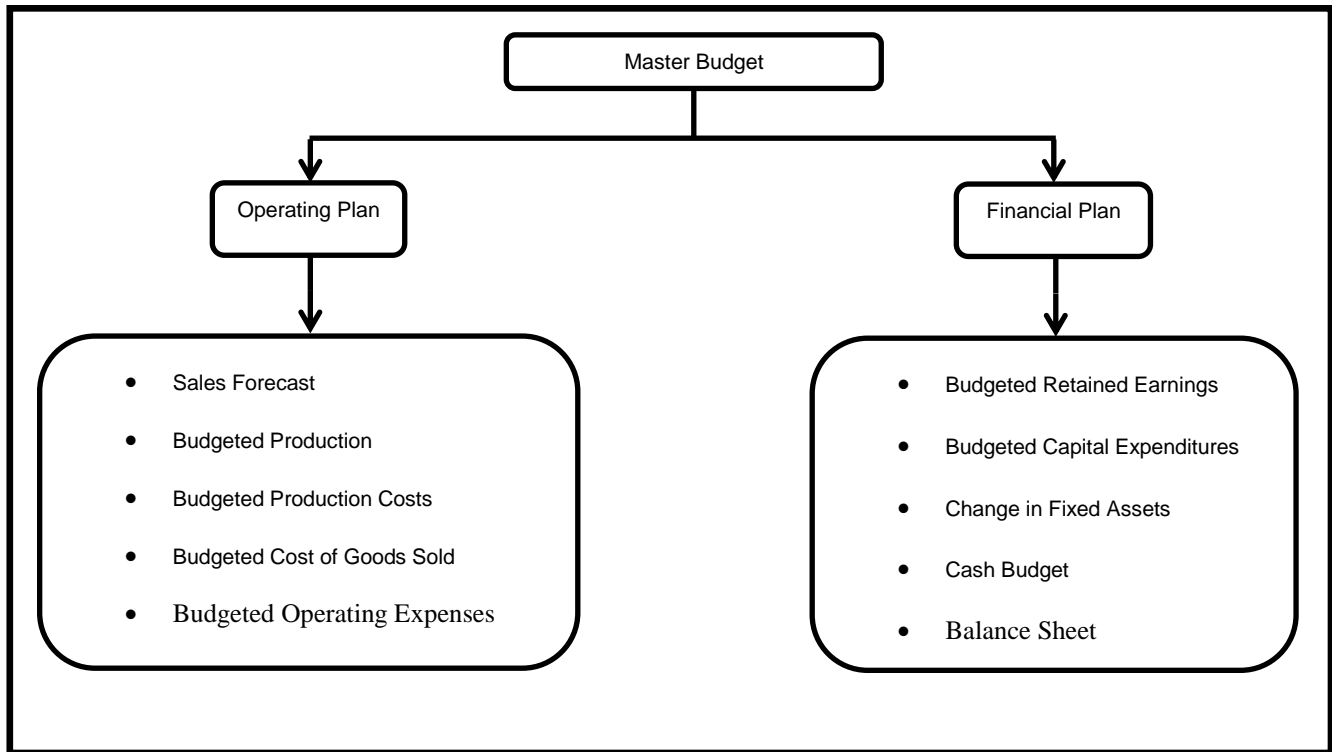 Master Budget
Operating Plan
Financial Plan
• Sales Forecast
• Budgeted Production
• Budgeted Production Costs
• Budgeted Cost of Goods Sold
• Budgeted Operating Expenses
• Budgeted Retained Earnings
• Budgeted Capital Expenditures
• Change in Fixed Assets
• Cash Budget
• Balance Sheet